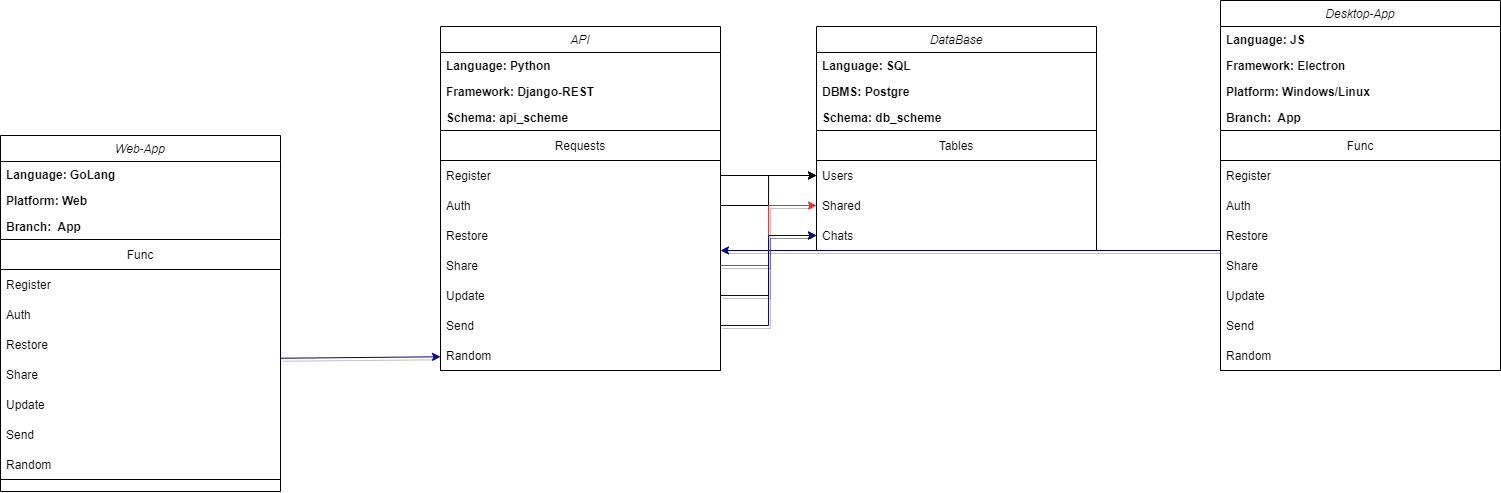 Web-App
Language: GoLang
Platform: Web
Branch:  App
Func
Register
Auth
Restore
Share
Update
Send
Random
API
Language: Python
Framework: Django-REST
Schema: api_scheme
Requests
Register
Auth
Restore
Share
Update
Send
Random
DataBase
Language: SQL
DBMS: Postgre
Schema: db_scheme
Tables
Users
Shared
Chats
Desktop-App
Language: JS
Framework: Electron
Platform: Windows/Linux
Branch:  App
Func
Register
Auth
Restore
Share
Update
Send
Random